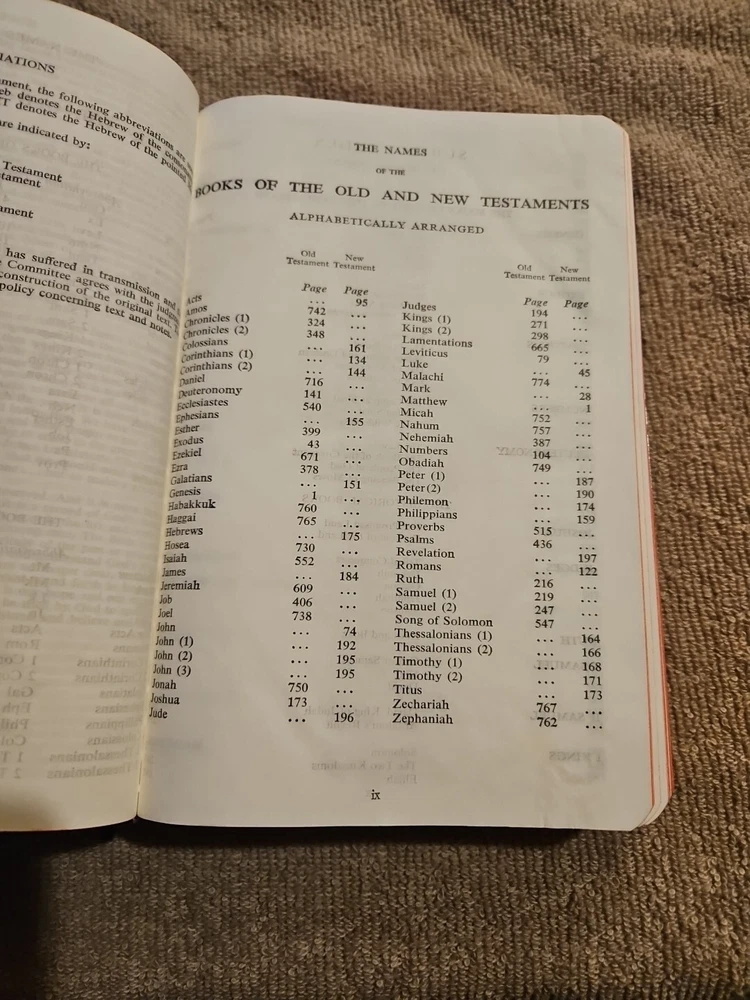 IATIONS
ment, the following abbreviations are
eb denotes the Hebrew of the
T denotes the Hebrew of the pointed
are indicated by:
Testament
stament
ament
has suffered in transmission and
Committee agrees with the
construction of the original text.
policy concerning text and notes.
THE NAMES
OF THE
BOOKS OF THE OLD AND NEW TESTAMENTS
ALPHABETICALLY ARRANGED
Old Testament New Testament
Page Page
Acts ... 95
Amos 742 ...
Chronicles (1) 324 ...
Chronicles (2) 348 ...
Colossians ... 161
Corinthians (1) ... 134
Corinthians (2) ... 144
Daniel 716 ...
Deuteronomy 141 ...
Ecclesiastes 540 ...
Ephesians ... 155
Esther 399 ...
Exodus 43 ...
Ezekiel 671 ...
Ezra 378 ...
Galatians ... 151
Genesis 1 ...
Habakkuk 760 ...
Haggai 765 ...
Hebrews ... 175
Hosea 730 ...
Isaiah 552 ...
James ... 184
Jeremiah 609 ...
Job 406 ...
Joel 738 ...
John ... 74
John (1) ... 192
John (2) ... 195
John (3) ... 195
Jonah 750 ...
Joshua 173 ...
Jude ... 196
Old Testament New Testament
Page Page
Judges 194 ...
Kings (1) 271 ...
Kings (2) 298 ...
Lamentations 665 ...
Leviticus 79 ...
Luke ... 45
Malachi 774 ...
Mark ... 28
Matthew ... 1
Micah 752 ...
Nahum 757 ...
Nehemiah 387 ...
Numbers 104 ...
Obadiah 749 ...
Peter (1) ... 187
Peter (2) ... 190
Philemon ... 174
Philippians ... 159
Proverbs 515 ...
Psalms 436 ...
Revelation ... 197
Romans ... 122
Ruth 216 ...
Samuel (1) 219 ...
Samuel (2) 247 ...
Song of Solomon 547 ...
Thessalonians (1) ... 164
Thessalonians (2) ... 166
Timothy (1) ... 168
Timothy (2) ... 171
Titus ... 173
Zechariah 767 ...
Zephaniah 762 ...
ix